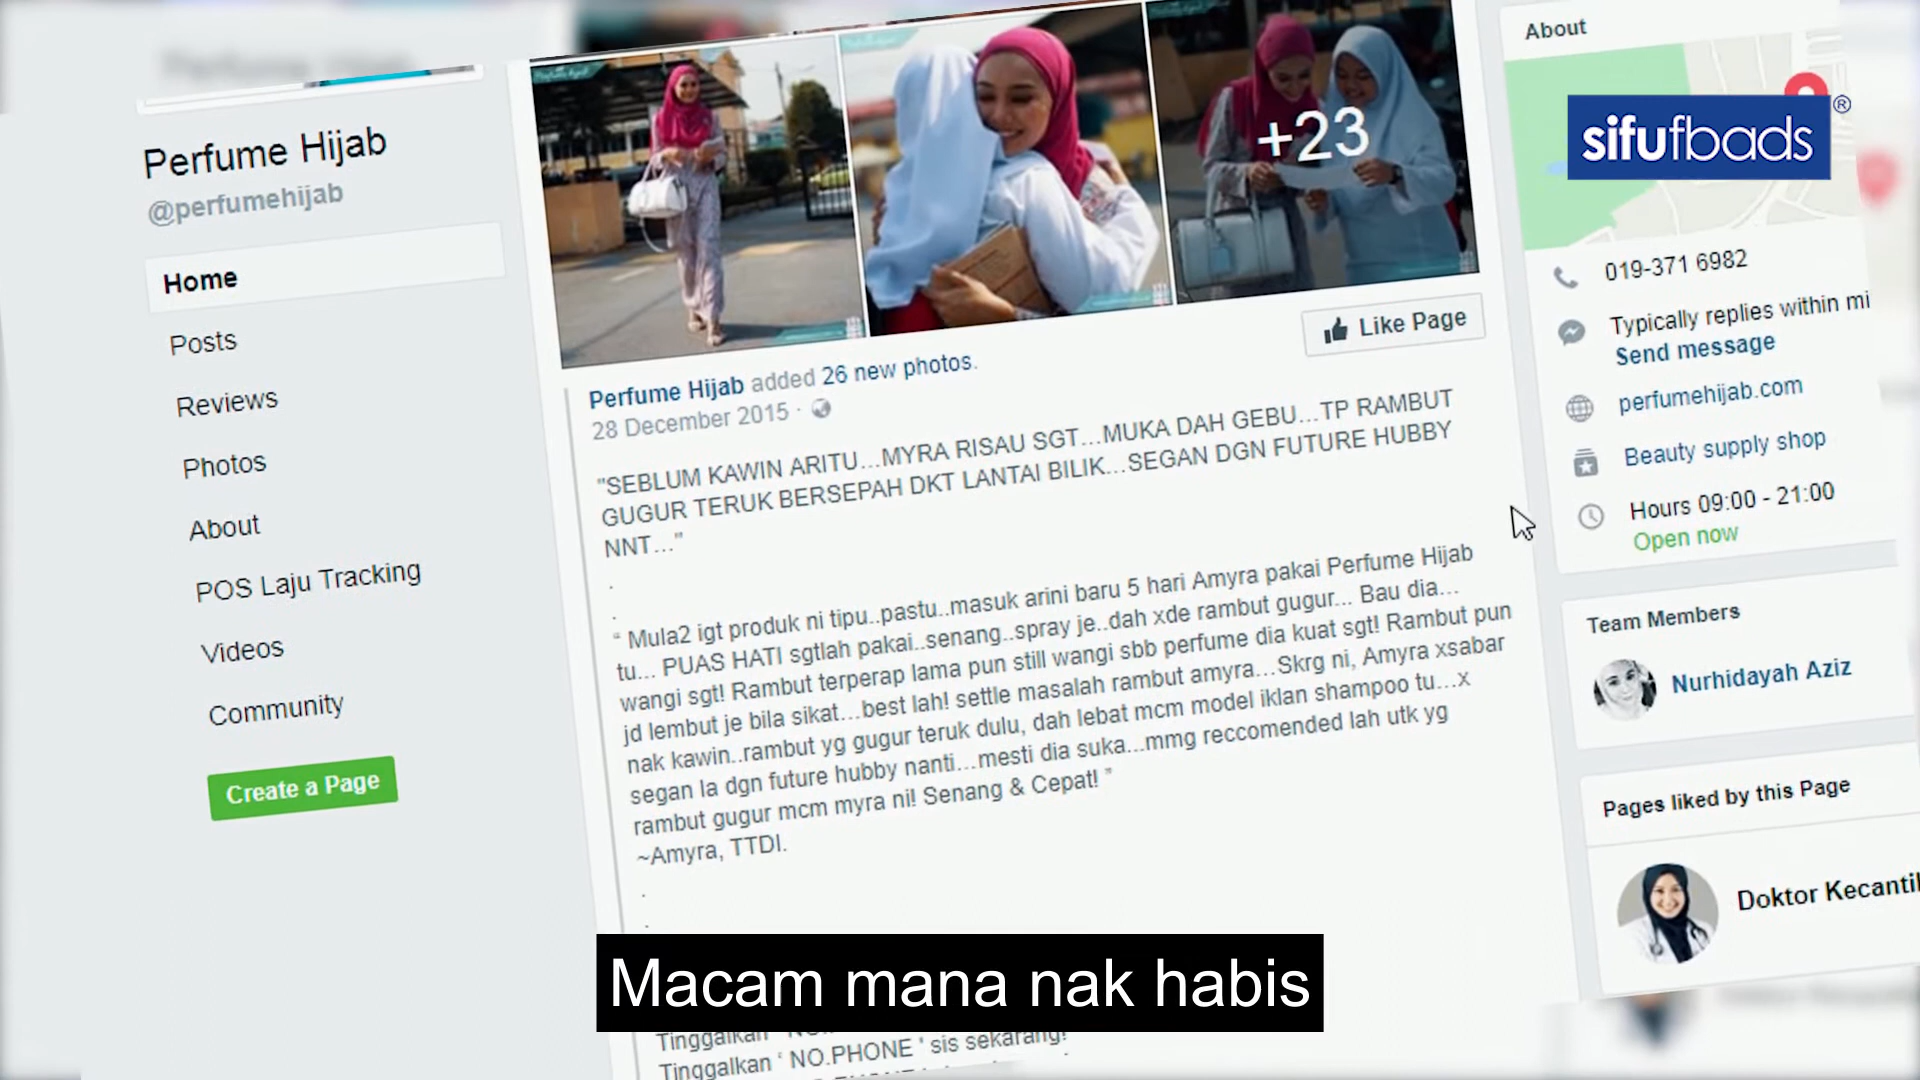 Perfume Hijab
@perfumehijab
Home
Posts
Reviews
Photos
About
POS Laju Tracking
Videos
Community
Create a Page
+23
Like Page
Perfume Hijab added 26 new photos.
28 December 2015 ·
"SEBLUM KAWIN ARITU...MYRA RISAU SGT...MUKA DAH GEBU...TP RAMBUT
GUGUR TERUK BERSEPAH DKT LANTAI BILIK...SEGAN DGN FUTURE HUBBY
NNT..."
.
.
" Mula2 igt produk ni tipu..pastu..masuk arini baru 5 hari Amyra pakai Perfume Hijab
tu... PUAS HATI sgtlah pakai..senang..spray je..dah xde rambut gugur... Bau dia...
wangi sgt! Rambut terperap lama pun still wangi sbb perfume dia kuat sgt! Rambut pun
jd lembut je bila sikat...best lah! settle masalah rambut amyra...Skrg ni, Amyra xsabar
nak kawin..rambut yg gugur teruk dulu, dah lebat mcm model iklan shampoo tu...x
segan la dgn future hubby nanti...mesti dia suka...mmg reccomended lah utk yg
rambut gugur mcm myra ni! Senang & Cepat! "
~Amyra, TTDI.
.
.
Tinggalkan
Tinggalkan ' NO.PHONE ' sis sekarang!
About
sifufbads®
019-371 6982
Typically replies within mi
Send message
perfumehijab.com
Beauty supply shop
Hours 09:00 - 21:00
Open now
Team Members
Nurhidayah Aziz
Pages liked by this Page
Doktor Kecantik
Macam mana nak habis